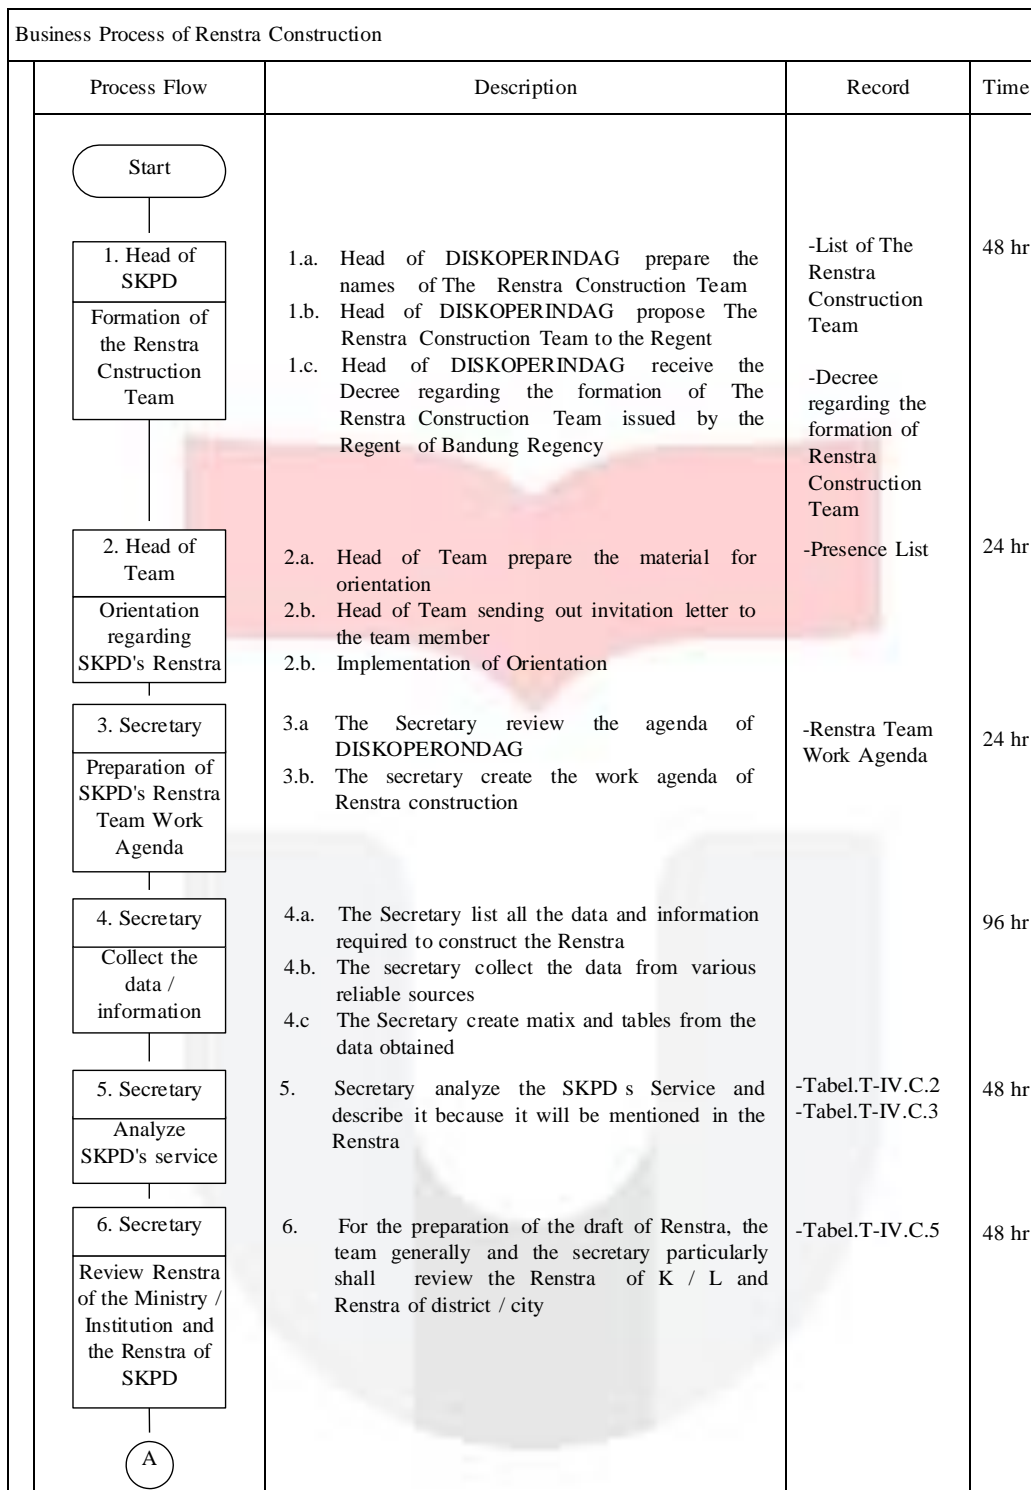 Business Process of Renstra Construction
Process Flow
Description
Record
Time
Start
1. Head of
SKPD
Formation of
the Renstra
Cnstruction
Team
1.a. Head of DISKOPERINDAG prepare the
names of The Renstra Construction Team
1.b. Head of DISKOPERINDAG propose The
Renstra Construction Team to the Regent
1.c. Head of DISKOPERINDAG receive the
Decree regarding the formation of The
Renstra Construction Team issued by the
Regent of Bandung Regency
-List of The
Renstra
Construction
Team
-Decree
regarding the
formation of
Renstra
Construction
Team
48 hr
2. Head of
Team
Orientation
regarding
SKPD's Renstra
2.a. Head of Team prepare the material for
orientation
2.b. Head of Team sending out invitation letter to
the team member
2.b. Implementation of Orientation
-Presence List
24 hr
3. Secretary
Preparation of
SKPD's Renstra
Team Work
Agenda
3.a The Secretary review the agenda of
DISKOPERONDAG
3.b. The secretary create the work agenda of
Renstra construction
-Renstra Team
Work Agenda
24 hr
4. Secretary
Collect the
data /
information
4.a. The Secretary list all the data and information
required to construct the Renstra
4.b. The secretary collect the data from various
reliable sources
4.c The Secretary create matix and tables from the
data obtained
96 hr
5. Secretary
Analyze
SKPD's service
5. Secretary analyze the SKPD s Service and
describe it because it will be mentioned in the
Renstra
-Tabel.T-IV.C.2
-Tabel.T-IV.C.3
48 hr
6. Secretary
Review Renstra
of the Ministry /
Institution and
the Renstra of
SKPD
6. For the preparation of the draft of Renstra, the
team generally and the secretary particularly
shall review the Renstra of K / L and
Renstra of district / city
-Tabel.T-IV.C.5
48 hr
A